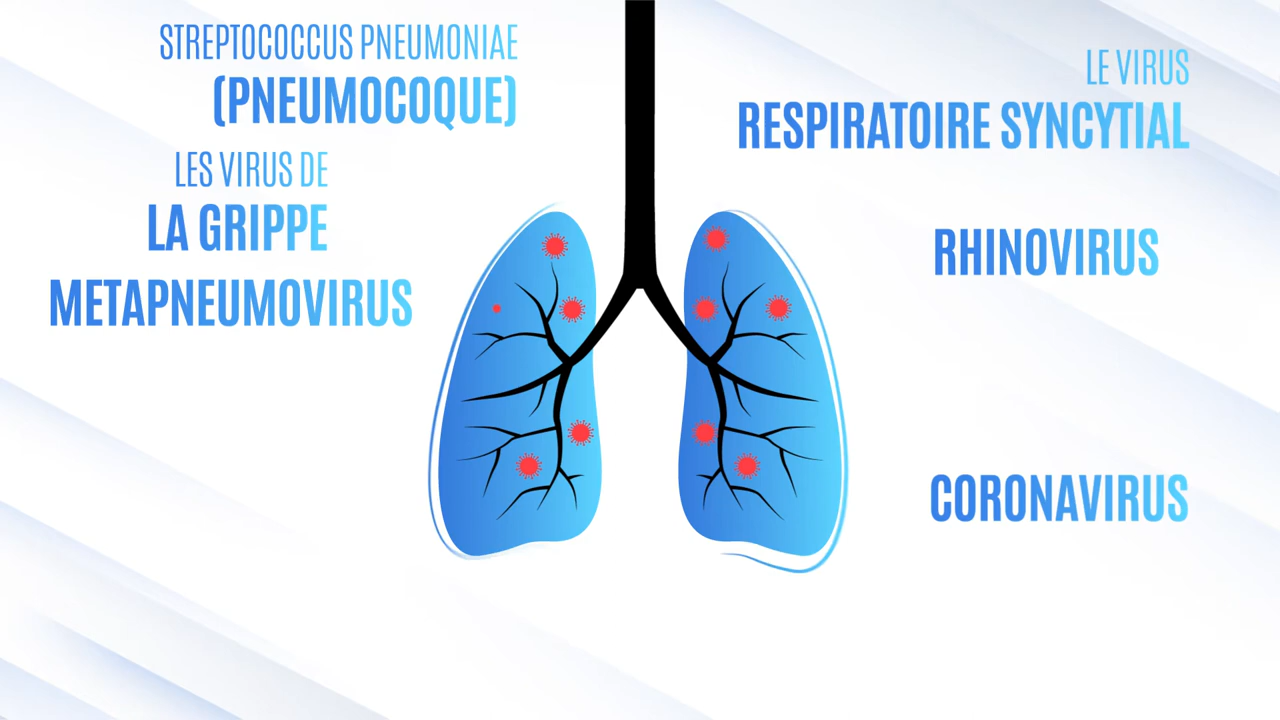 STREPTOCOCCUS PNEUMONIAE
(PNEUMOCOQUE)
LES VIRUS DE
LA GRIPPE
METAPNEUMOVIRUS
LE VIRUS
RESPIRATOIRE SYNCYTIAL
RHINOVIRUS
CORONAVIRUS